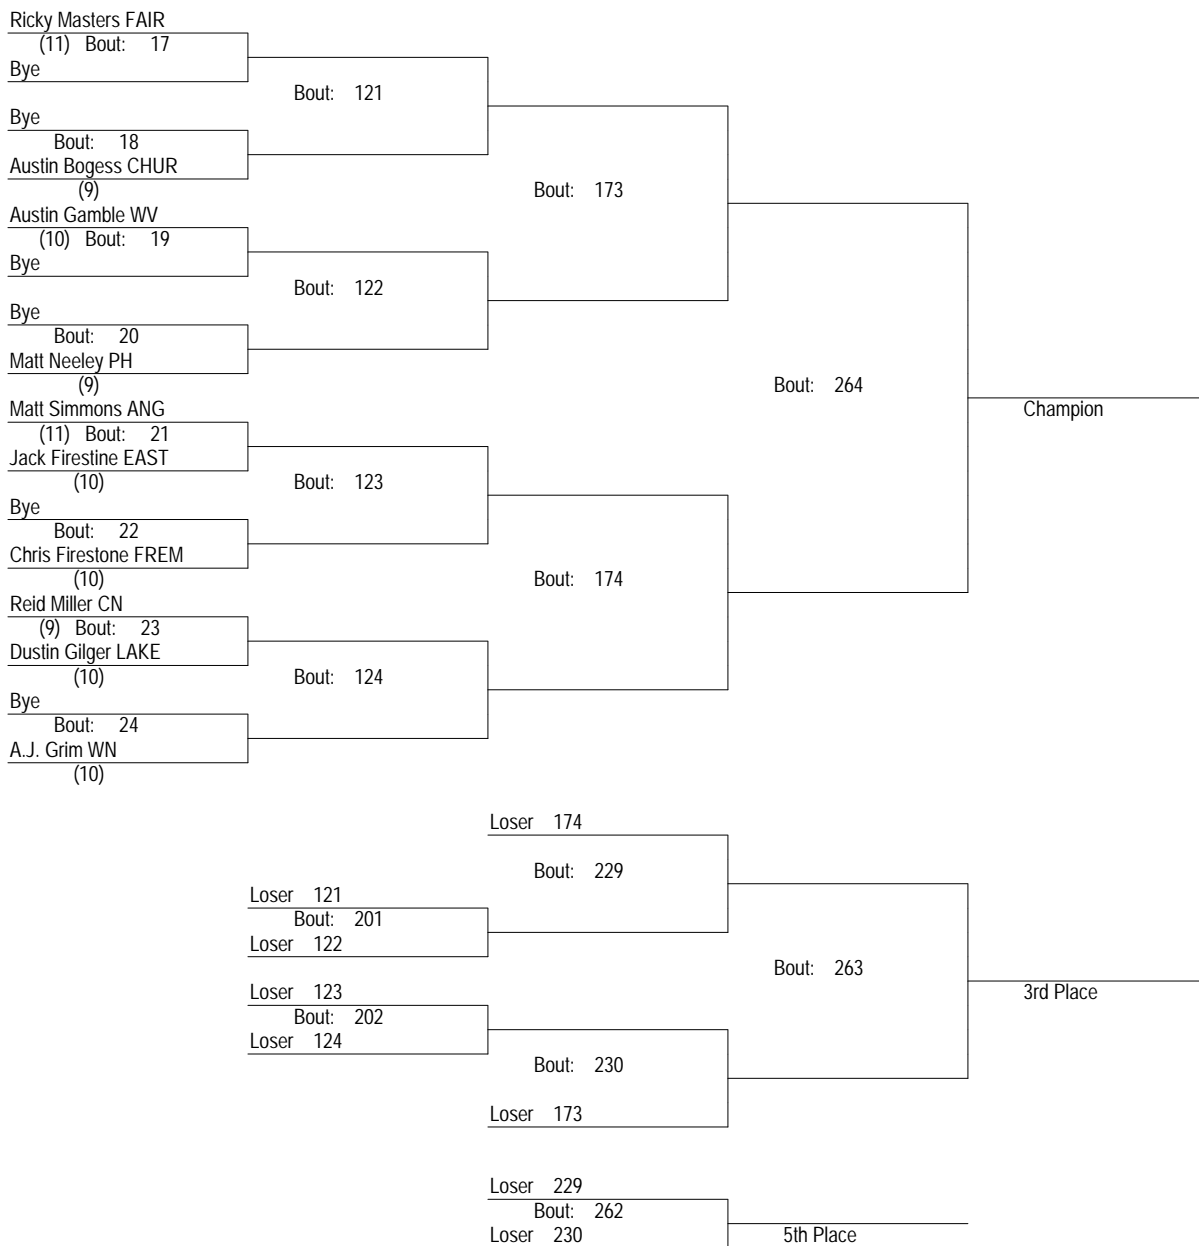 Ricky Masters FAIR
(11) Bout: 17
Bye
Bout: 121
Bye
Bout: 18
Austin Bogess CHUR
(9)
Bout: 173
Austin Gamble WV
(10) Bout: 19
Bye
Bout: 122
Bye
Bout: 20
Matt Neeley PH
(9)
Bout: 264
Champion
Matt Simmons ANG
(11) Bout: 21
Jack Firestine EAST
(10)
Bout: 123
Bye
Bout: 22
Chris Firestone FREM
(10)
Bout: 174
Reid Miller CN
(9) Bout: 23
Dustin Gilger LAKE
(10)
Bout: 124
Bye
Bout: 24
A.J. Grim WN
(10)
Loser 174
Bout: 229
Loser 121
Bout: 201
Loser 122
Bout: 263
3rd Place
Loser 123
Bout: 202
Loser 124
Bout: 230
Loser 173
Loser 229
Bout: 262
Loser 230
5th Place